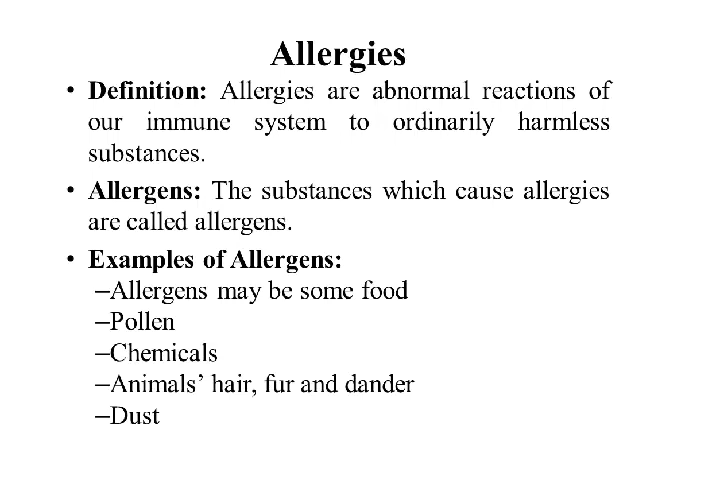 Allergies
• Definition: Allergies are abnormal reactions of
our immune system to ordinarily harmless
substances.
• Allergens: The substances which cause allergies
are called allergens.
• Examples of Allergens:
–Allergens may be some food
–Pollen
–Chemicals
–Animals’ hair, fur and dander
–Dust